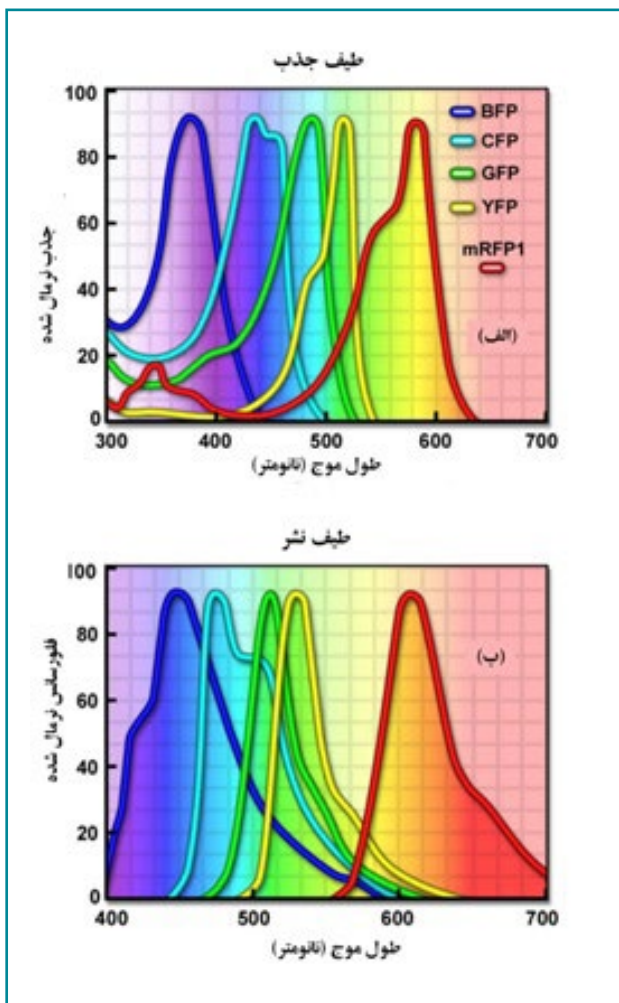 طیف جذب
100
80
60
40
20
0
جذب نرمال شده
BFP
CFP
GFP
YFP
mRFP1
(الف)
300 400 500 600 700
طول موج (نانومتر)
طیف نشر
100
80
60
40
20
0
فلورسانس نرمال شده
(ب)
400 500 600 700
طول موج (نانومتر)